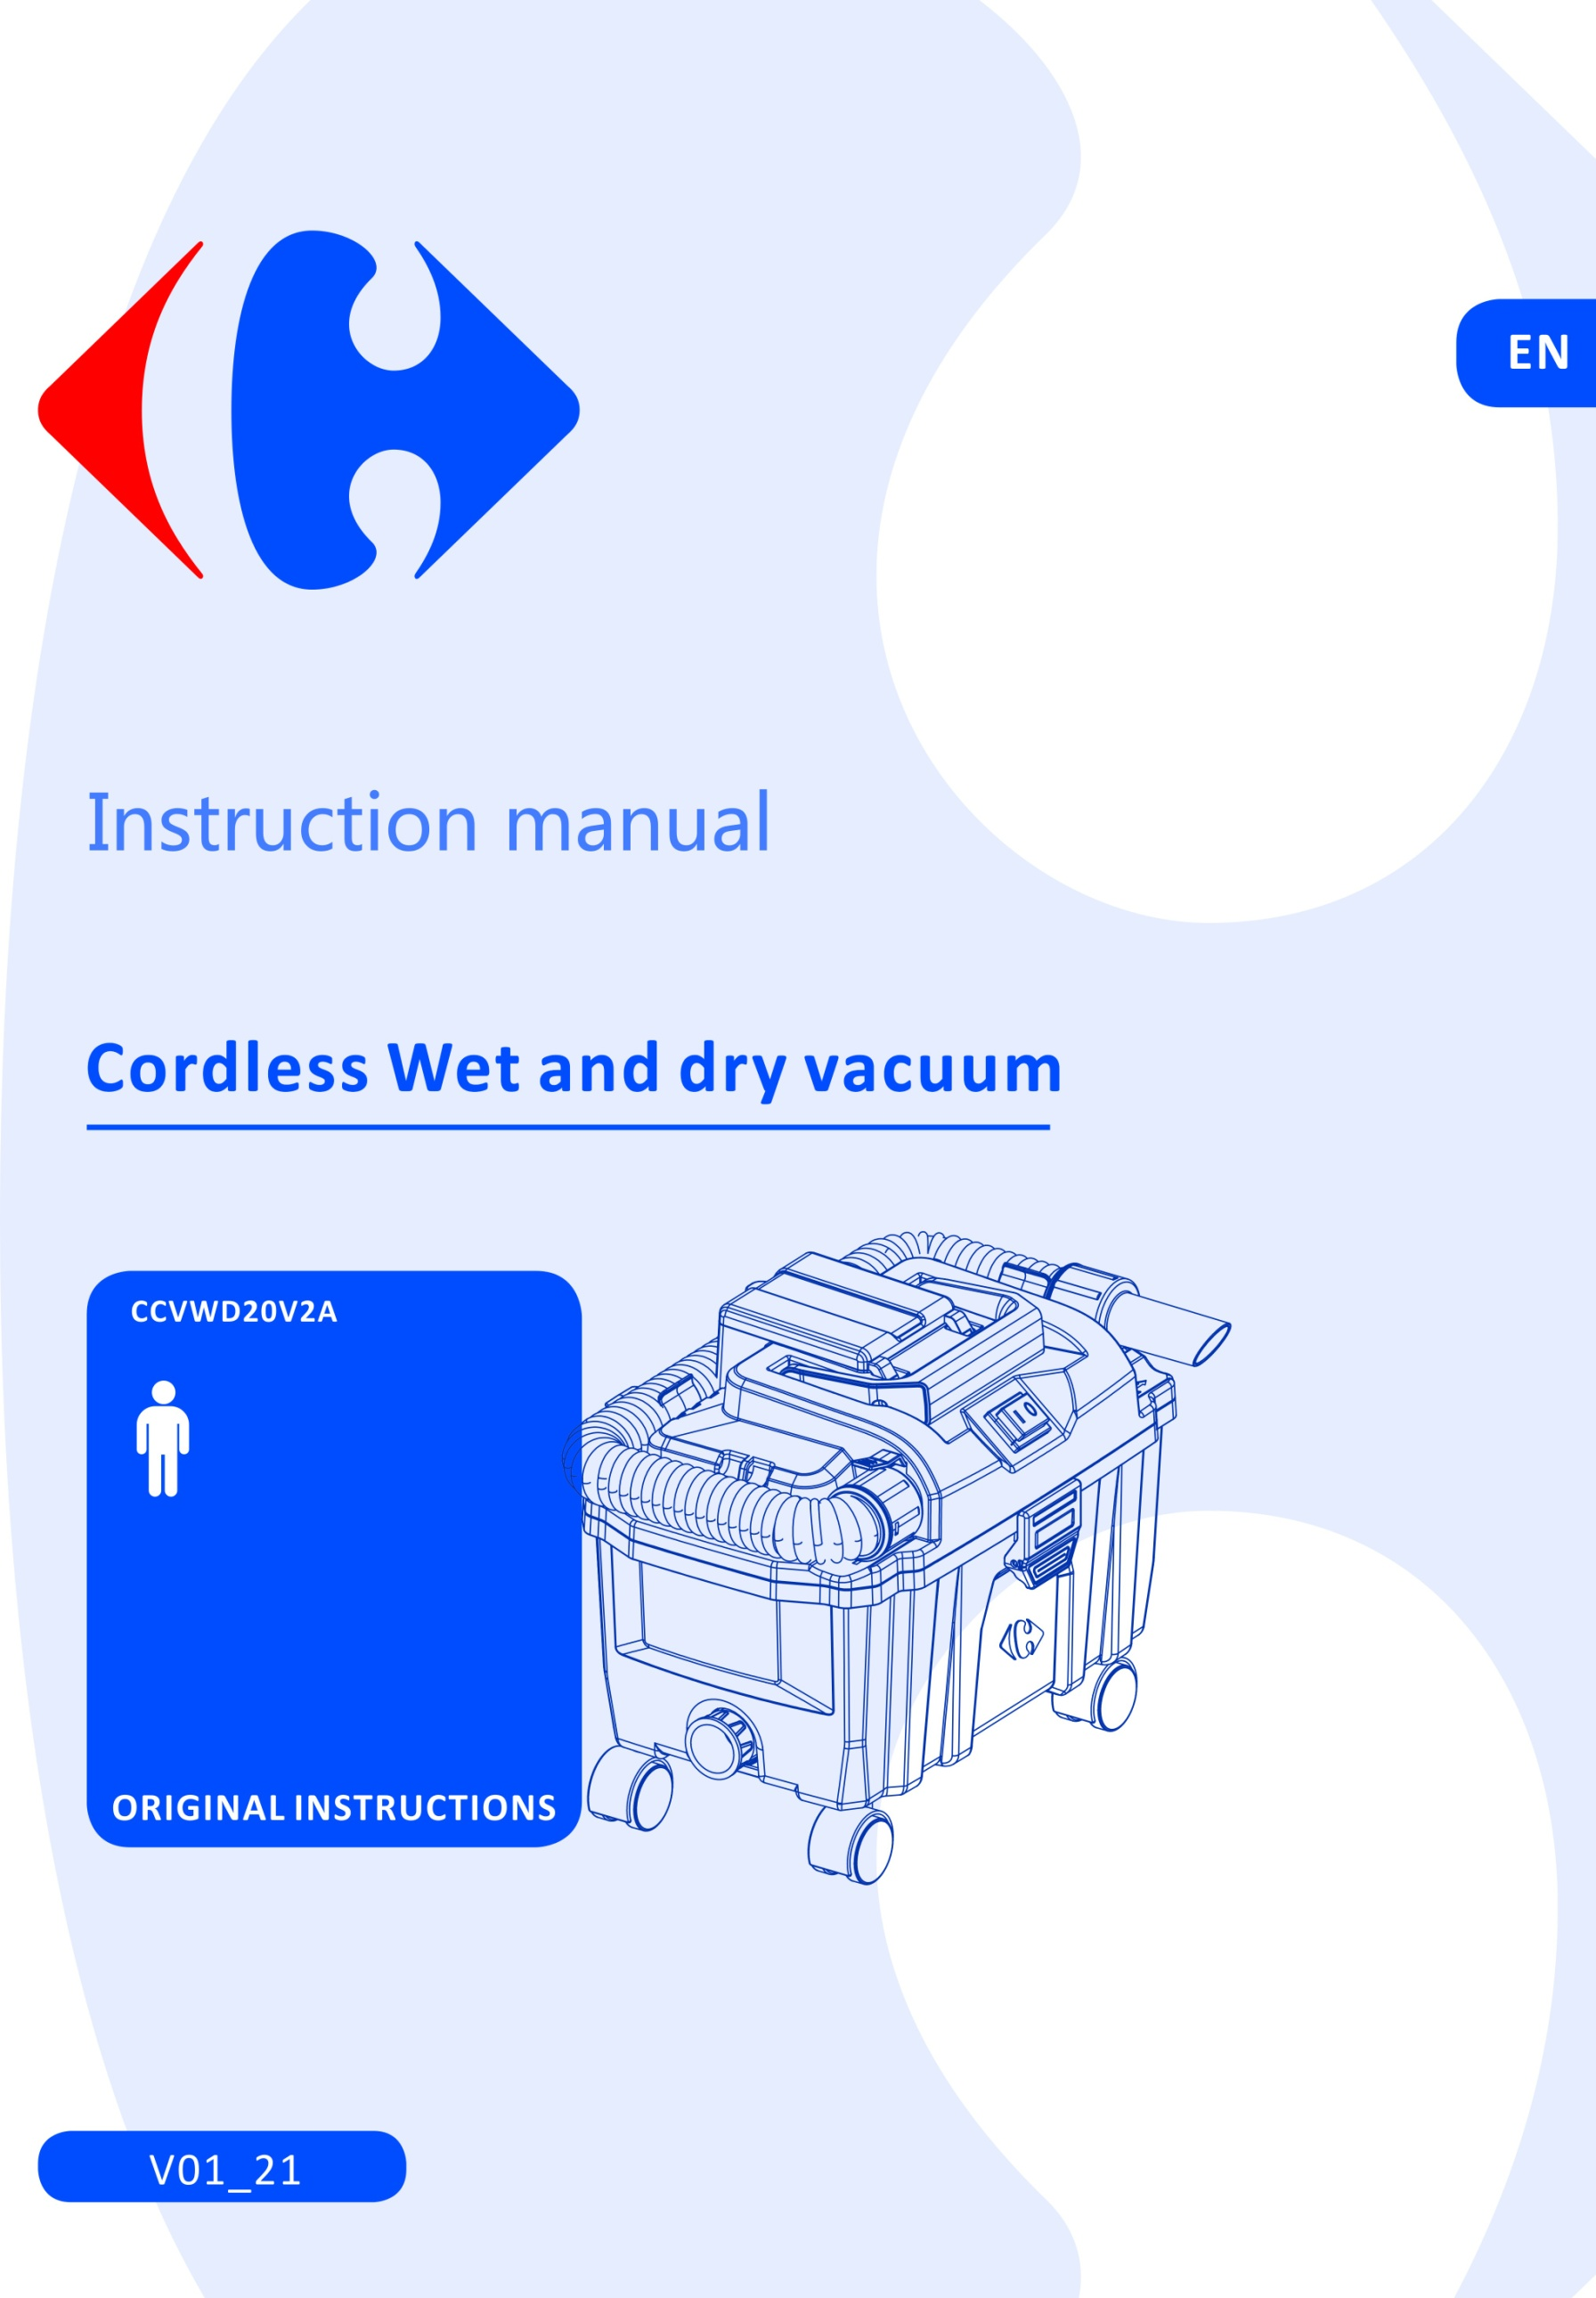 EN
Instruction manual
Cordless Wet and dry vacuum
CCVWD20V2A
ORIGINAL INSTRUCTIONS
V01_21